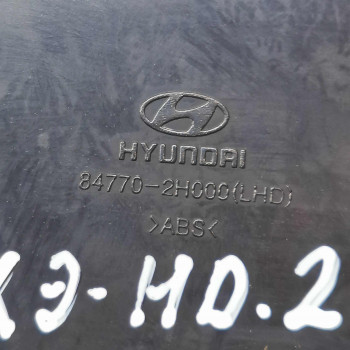 HYUNDAI
84770-2H000(LHD)
>ABS<
КЭ-HD.2